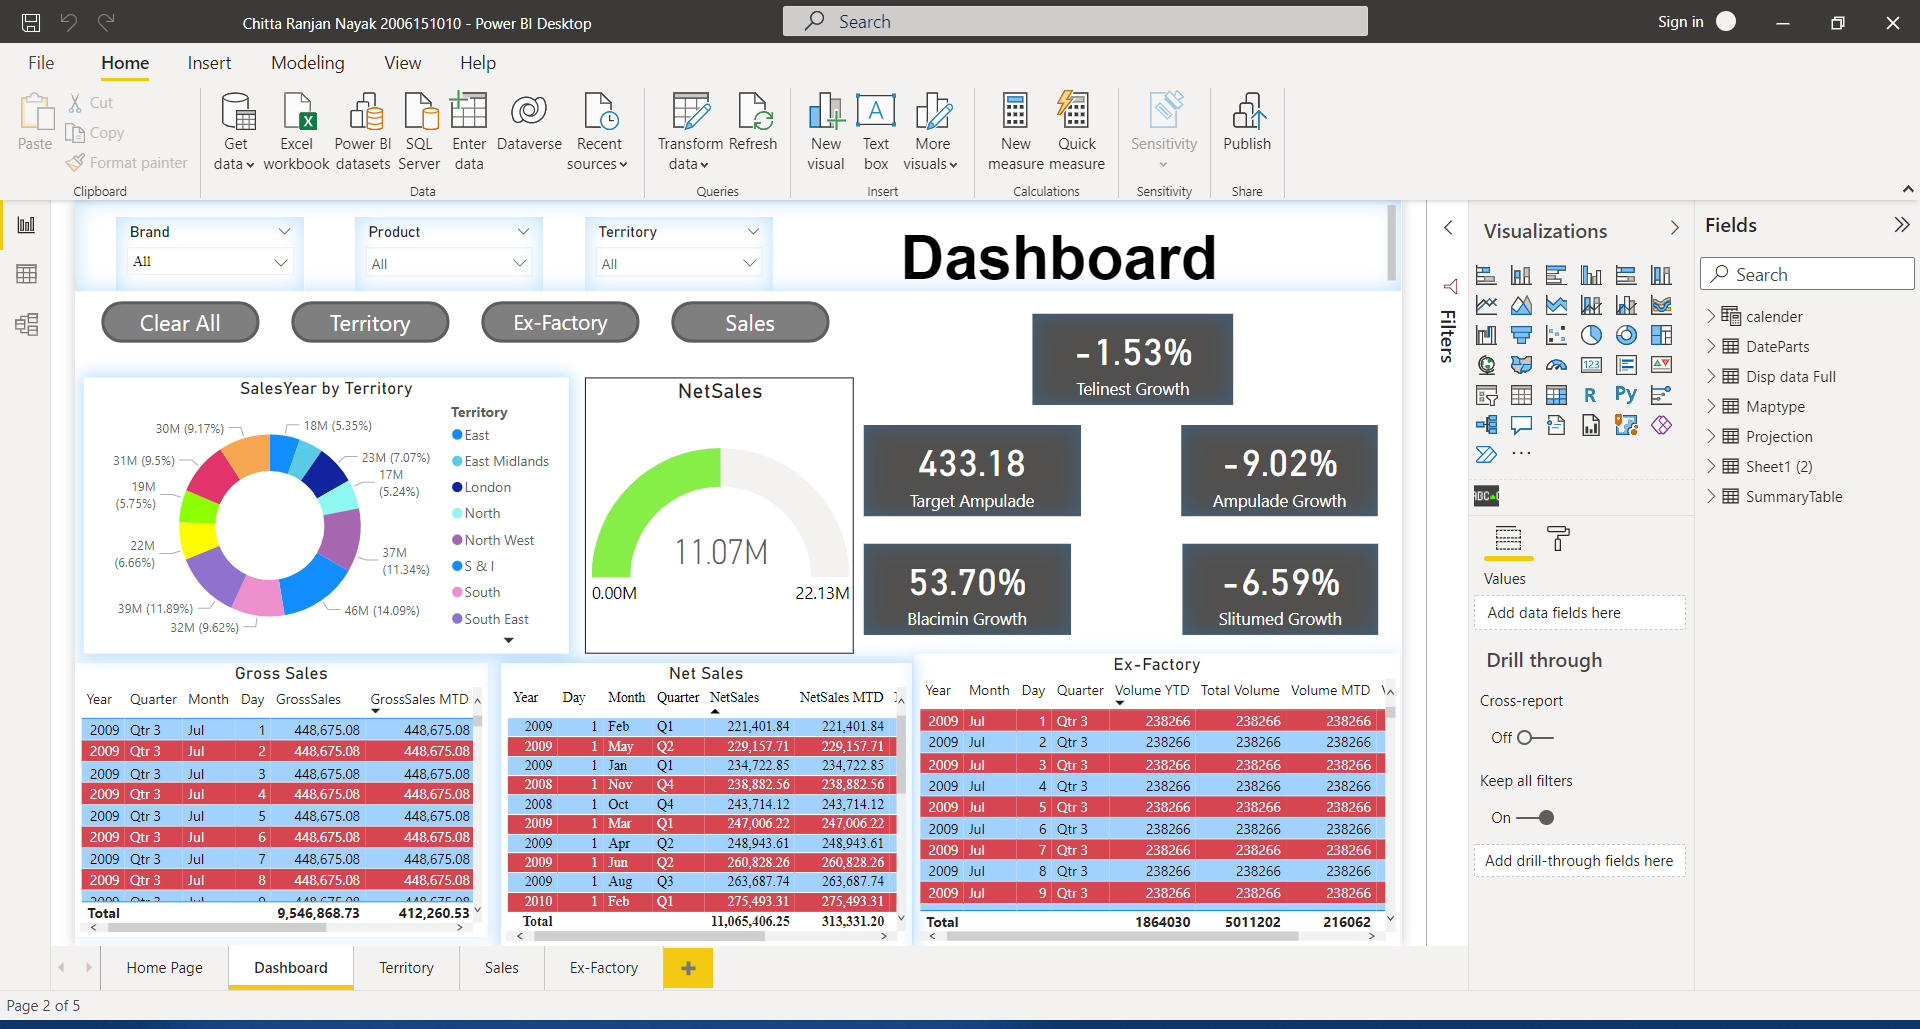 Chitta Ranjan Nayak 2006151010 - Power BI Desktop
Search
Sign in
File Home Insert Modeling View Help
Paste
Cut
Copy
Format painter
Clipboard
Get data
Excel workbook
Power BI datasets
SQL Server
Enter data
Dataverse
Recent sources
Data
Transform data
Refresh
Queries
New visual
Text box
More visuals
Insert
New measure
Quick measure
Calculations
Sensitivity
Sensitivity
Publish
Share
Brand
All
Product
All
Territory
All
Dashboard
Clear All
Territory
Ex-Factory
Sales
-1.53%
Telinest Growth
433.18
Target Ampulade
-9.02%
Ampulade Growth
53.70%
Blacimin Growth
-6.59%
Slitumed Growth
SalesYear by Territory
18M (5.35%)
23M (7.07%)
17M (5.24%)
37M (11.34%)
46M (14.09%)
32M (9.62%)
39M (11.89%)
22M (6.66%)
19M (5.75%)
31M (9.5%)
30M (9.17%)
Territory
East
East Midlands
London
North
North West
S & I
South
South East
NetSales
11.07M
0.00M
22.13M
Gross Sales
Year Quarter Month Day GrossSales GrossSales MTD
2009 Qtr 3 Jul 1 448,675.08 448,675.08
2009 Qtr 3 Jul 2 448,675.08 448,675.08
2009 Qtr 3 Jul 3 448,675.08 448,675.08
2009 Qtr 3 Jul 4 448,675.08 448,675.08
2009 Qtr 3 Jul 5 448,675.08 448,675.08
2009 Qtr 3 Jul 6 448,675.08 448,675.08
2009 Qtr 3 Jul 7 448,675.08 448,675.08
2009 Qtr 3 Jul 8 448,675.08 448,675.08
Total 9,546,868.73 412,260.53
Net Sales
Year Day Month Quarter NetSales NetSales MTD
2009 1 Feb Q1 221,401.84 221,401.84
2009 1 May Q2 229,157.71 229,157.71
2009 1 Jan Q1 234,722.85 234,722.85
2008 1 Nov Q4 238,882.56 238,882.56
2008 1 Oct Q4 243,714.12 243,714.12
2009 1 Mar Q1 247,006.22 247,006.22
2009 1 Apr Q2 248,943.61 248,943.61
2009 1 Jun Q2 260,828.26 260,828.26
2009 1 Aug Q3 263,687.74 263,687.74
2010 1 Feb Q1 275,493.31 275,493.31
Total 11,065,406.25 313,331.20
Ex-Factory
Year Month Day Quarter Volume YTD Total Volume Volume MTD
2009 Jul 1 Qtr 3 238266 238266 238266
2009 Jul 2 Qtr 3 238266 238266 238266
2009 Jul 3 Qtr 3 238266 238266 238266
2009 Jul 4 Qtr 3 238266 238266 238266
2009 Jul 5 Qtr 3 238266 238266 238266
2009 Jul 6 Qtr 3 238266 238266 238266
2009 Jul 7 Qtr 3 238266 238266 238266
2009 Jul 8 Qtr 3 238266 238266 238266
2009 Jul 9 Qtr 3 238266 238266 238266
Total 1864030 5011202 216062
Filters
Visualizations
123
R
Py
Values
Add data fields here
Drill through
Cross-report
Off
Keep all filters
On
Add drill-through fields here
Fields
Search
calender
DateParts
Disp data Full
Maptype
Projection
Sheet1 (2)
SummaryTable
Home Page
Dashboard
Territory
Sales
Ex-Factory
Page 2 of 5